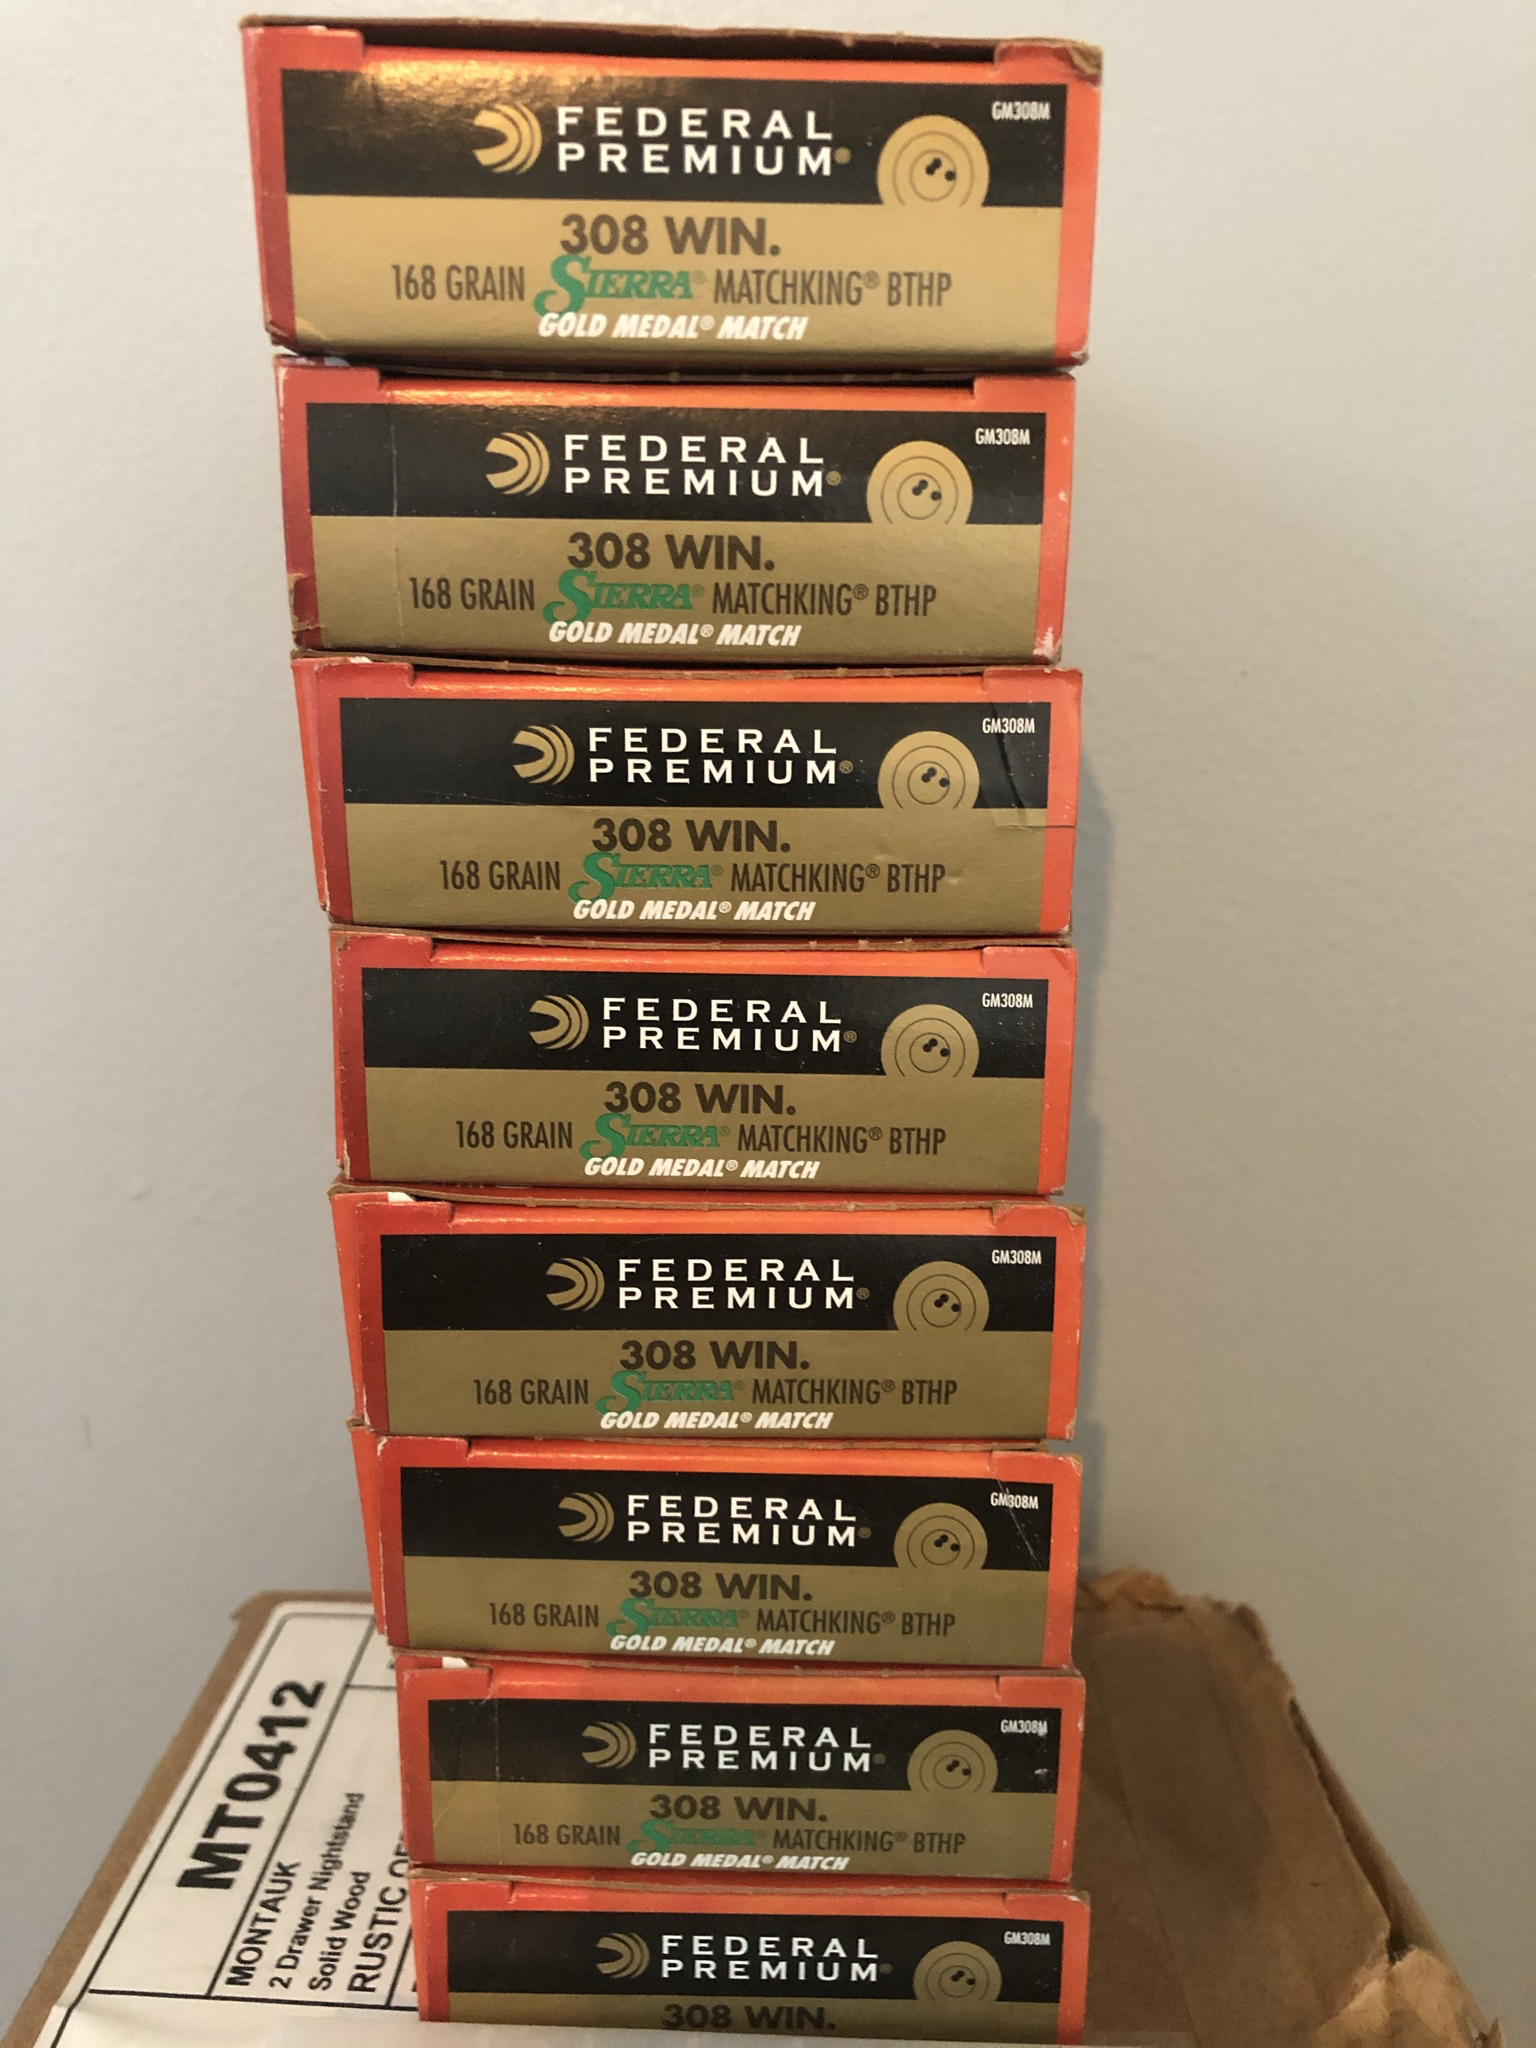 GM308M
FEDERAL
PREMIUM®
308 WIN.
168 GRAIN SIERRA® MATCHKING® BTHP
GOLD MEDAL® MATCH
GM308M
FEDERAL
PREMIUM®
308 WIN.
168 GRAIN SIERRA® MATCHKING® BTHP
GOLD MEDAL® MATCH
GM308M
FEDERAL
PREMIUM®
308 WIN.
168 GRAIN SIERRA® MATCHKING® BTHP
GOLD MEDAL® MATCH
GM308M
FEDERAL
PREMIUM®
308 WIN.
168 GRAIN SIERRA® MATCHKING® BTHP
GOLD MEDAL® MATCH
GM308M
FEDERAL
PREMIUM®
308 WIN.
168 GRAIN SIERRA® MATCHKING® BTHP
GOLD MEDAL® MATCH
GM308M
FEDERAL
PREMIUM®
308 WIN.
168 GRAIN SIERRA® MATCHKING® BTHP
GOLD MEDAL® MATCH
GM308M
FEDERAL
PREMIUM®
308 WIN.
168 GRAIN SIERRA® MATCHKING® BTHP
GOLD MEDAL® MATCH
GM308M
FEDERAL
PREMIUM®
308 WIN.
MT0412
MONTAUK
2 Drawer Nightstand
Solid Wood
RUSTIC